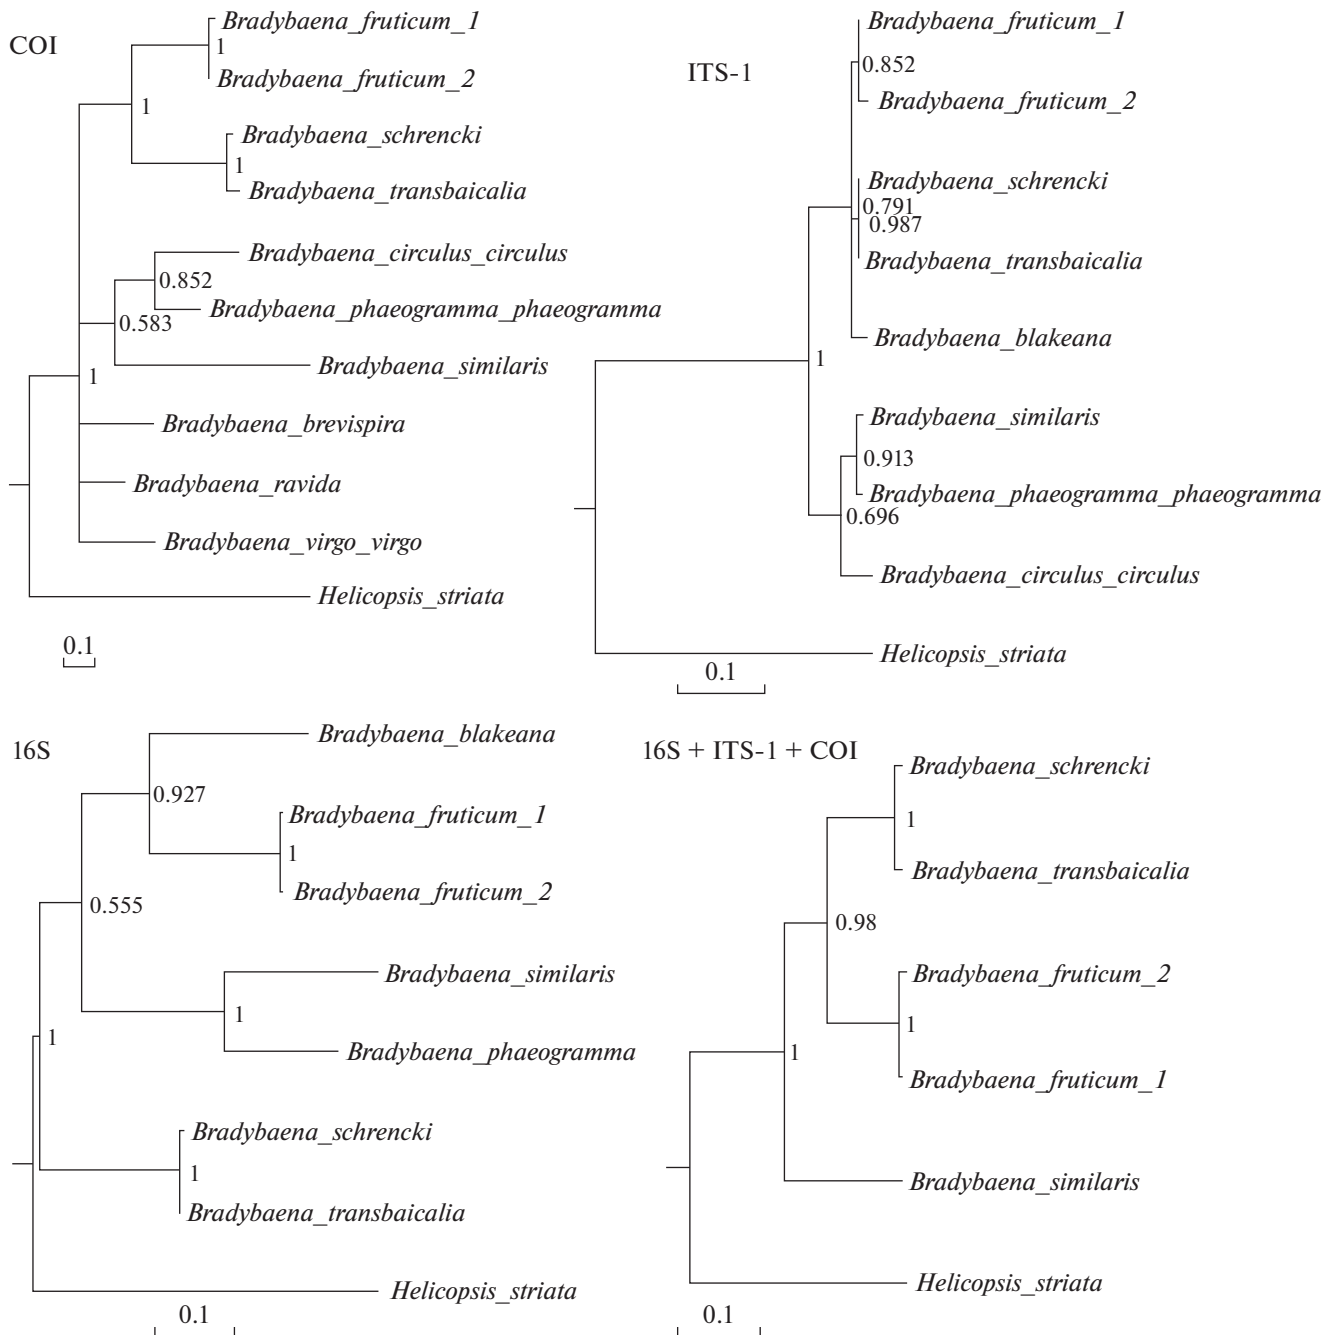 COI
Bradybaena_fruticum_1
1
Bradybaena_fruticum_2
1
Bradybaena_schrencki
1
Bradybaena_transbaicalia
Bradybaena_circulus_circulus
0.852
Bradybaena_phaeogramma_phaeogramma
0.583
Bradybaena_similaris
1
Bradybaena_brevispira
Bradybaena_ravida
Bradybaena_virgo_virgo
Helicopsis_striata
0.1
ITS-1
Bradybaena_fruticum_1
0.852
Bradybaena_fruticum_2
Bradybaena_schrencki
0.791
0.987
Bradybaena_transbaicalia
Bradybaena_blakeana
1
Bradybaena_similaris
0.913
Bradybaena_phaeogramma_phaeogramma
0.696
Bradybaena_circulus_circulus
Helicopsis_striata
0.1
16S
Bradybaena_blakeana
0.927
Bradybaena_fruticum_1
1
Bradybaena_fruticum_2
0.555
Bradybaena_similaris
1
Bradybaena_phaeogramma
1
Bradybaena_schrencki
1
Bradybaena_transbaicalia
Helicopsis_striata
0.1
16S + ITS-1 + COI
Bradybaena_schrencki
1
Bradybaena_transbaicalia
0.98
Bradybaena_fruticum_2
1
Bradybaena_fruticum_1
1
Bradybaena_similaris
Helicopsis_striata
0.1